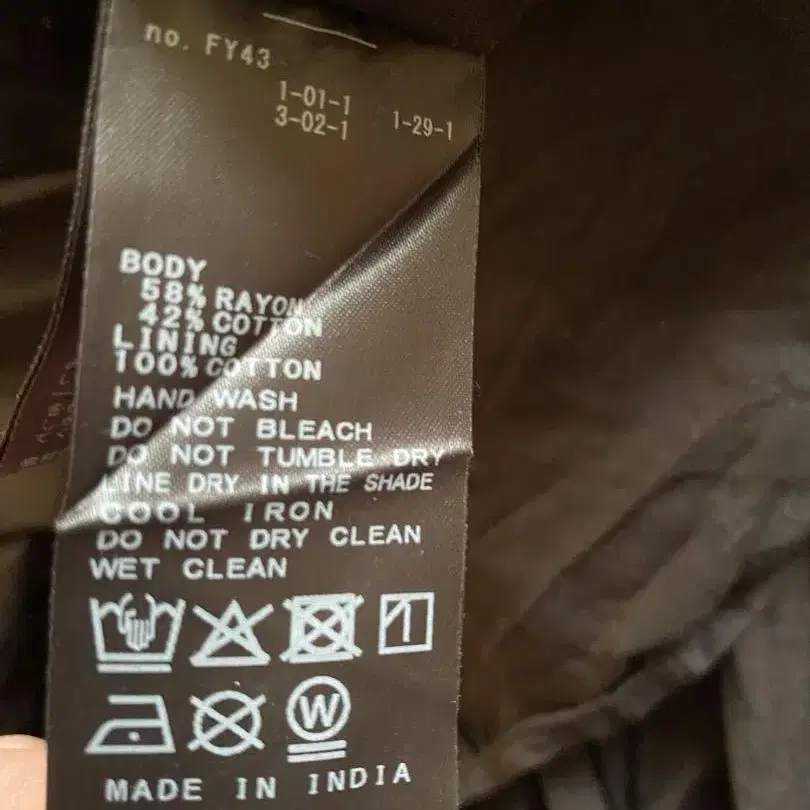 no. FY43
1-01-1
3-02-1 1-29-1
BODY
58% RAYON
42% COTTON
LINING
100% COTTON
HAND WASH
DO NOT BLEACH
DO NOT TUMBLE DRY
LINE DRY IN THE SHADE
COOL IRON
DO NOT DRY CLEAN
WET CLEAN
W
MADE IN INDIA